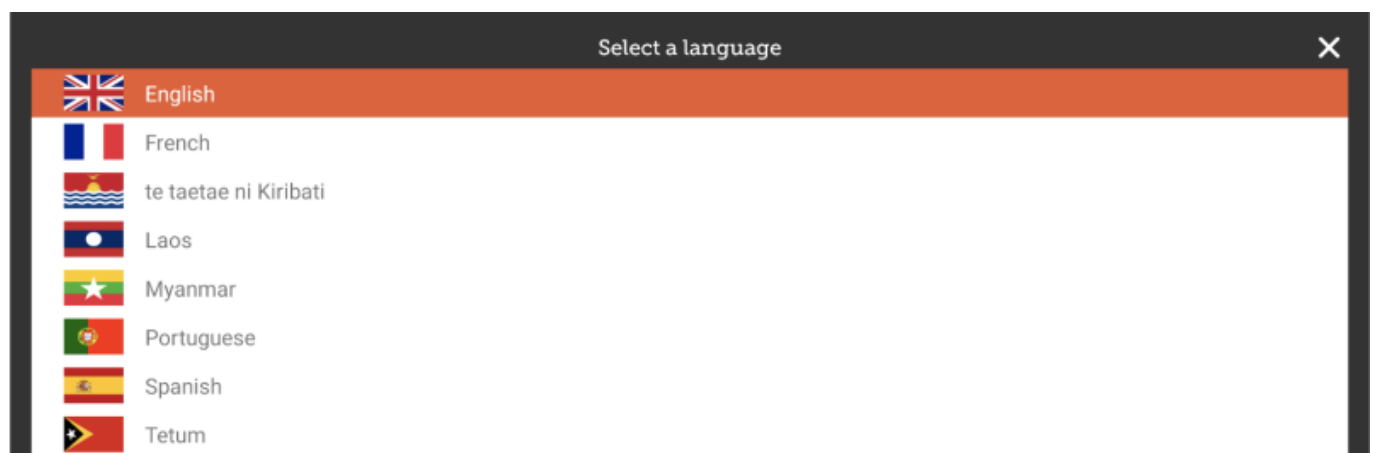 Select a language
English
French
te taetae ni Kiribati
Laos
Myanmar
Portuguese
Spanish
Tetum